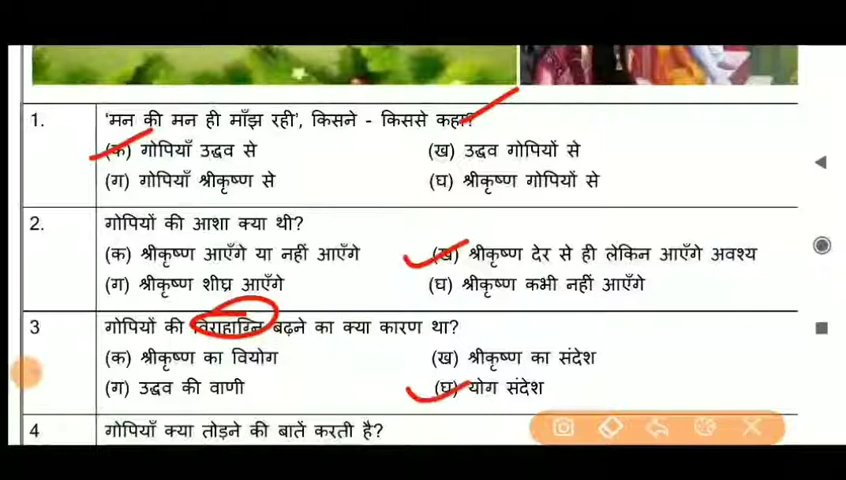 1. 'मन की मन ही माँझ रही', किसने - किससे कहा?
(क) गोपियाँ उद्धव से (ख) उद्धव गोपियों से
(ग) गोपियाँ श्रीकृष्ण से (घ) श्रीकृष्ण गोपियों से
2. गोपियों की आशा क्या थी?
(क) श्रीकृष्ण आएँगे या नहीं आएँगे (ख) श्रीकृष्ण देर से ही लेकिन आएँगे अवश्य
(ग) श्रीकृष्ण शीघ्र आएँगे (घ) श्रीकृष्ण कभी नहीं आएँगे
3 गोपियों की विराहाग्नि बढ़ने का क्या कारण था?
(क) श्रीकृष्ण का वियोग (ख) श्रीकृष्ण का संदेश
(ग) उद्धव की वाणी (घ) योग संदेश
4 गोपियाँ क्या तोड़ने की बातें करती है?